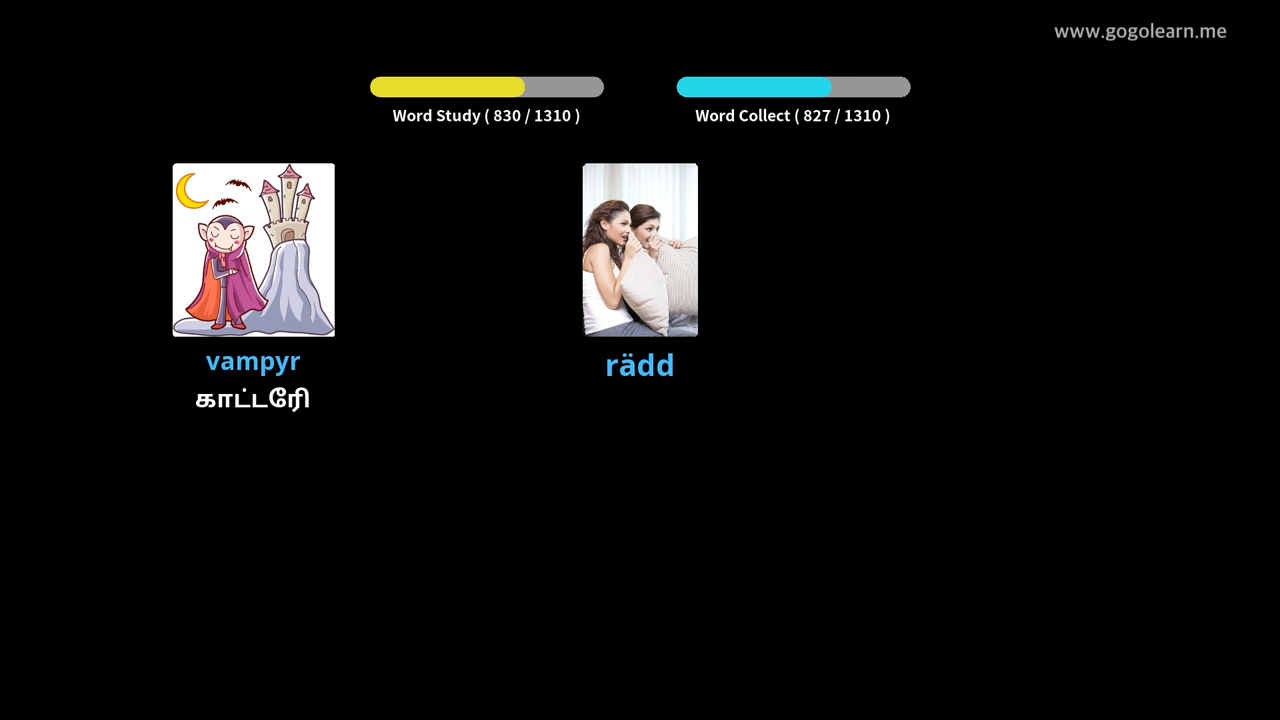 www.gogolearn.me
Word Study ( 830 / 1310 )
Word Collect ( 827 / 1310 )
vampyr
காட்டேரி
rädd